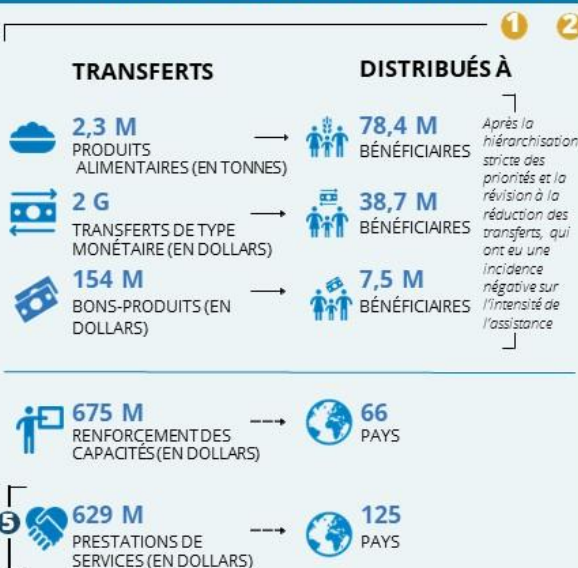 1 2
TRANSFERTS
DISTRIBUÉS À
2,3 M
PRODUITS
ALIMENTAIRES (EN TONNES)
78,4 M
BÉNÉFICIAIRES
2 G
TRANSFERTS DE TYPE
MONÉTAIRE (EN DOLLARS)
38,7 M
BÉNÉFICIAIRES
154 M
BONS-PRODUITS (EN
DOLLARS)
7,5 M
BÉNÉFICIAIRES
Après la
hiérarchisation
stricte des
priorités et la
révision à la
réduction des
transferts, qui
ont eu une
incidence
négative sur
l'intensité de
l'assistance
675 M
RENFORCEMENT DES
CAPACITÉS (EN DOLLARS)
66
PAYS
5
629 M
PRESTATIONS DE
SERVICES (EN DOLLARS)
125
PAYS